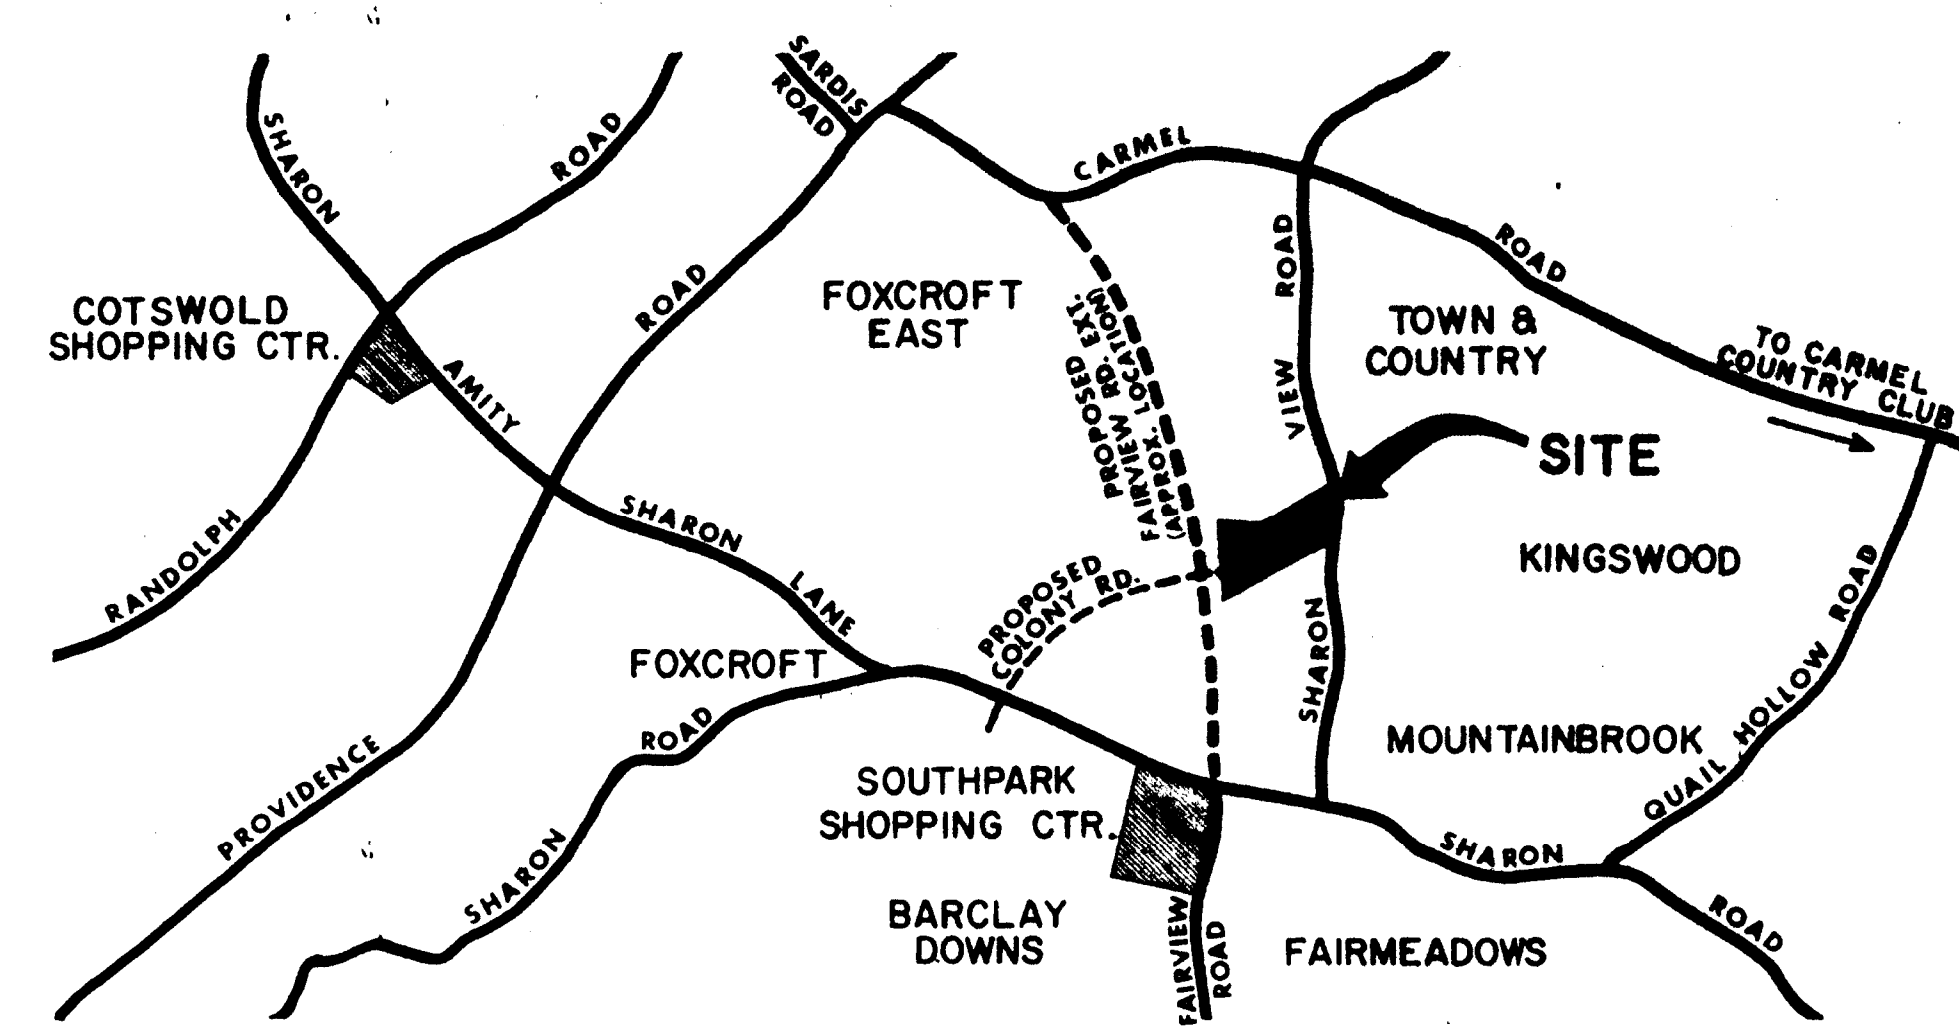 SARDIS
ROAD
SHARON
ROAD
CARMEL
ROAD
ROAD
ROAD
COTSWOLD
SHOPPING CTR.
AMITY
FOXCROFT
EAST
PROPOSED EXT.
FAIRVIEW RD.
(APPROX. LOCATION)
VIEW ROAD
TOWN &
COUNTRY
TO CARMEL
COUNTRY CLUB
SITE
RANDOLPH
SHARON
LANE
PROPOSED
COLONY RD.
KINGSWOOD
SHARON
QUAIL HOLLOW ROAD
FOXCROFT
ROAD
SHARON
PROVIDENCE
MOUNTAINBROOK
SOUTHPARK
SHOPPING CTR.
SHARON
ROAD
BARCLAY
DOWNS
FAIRVIEW
ROAD
FAIRMEADOWS